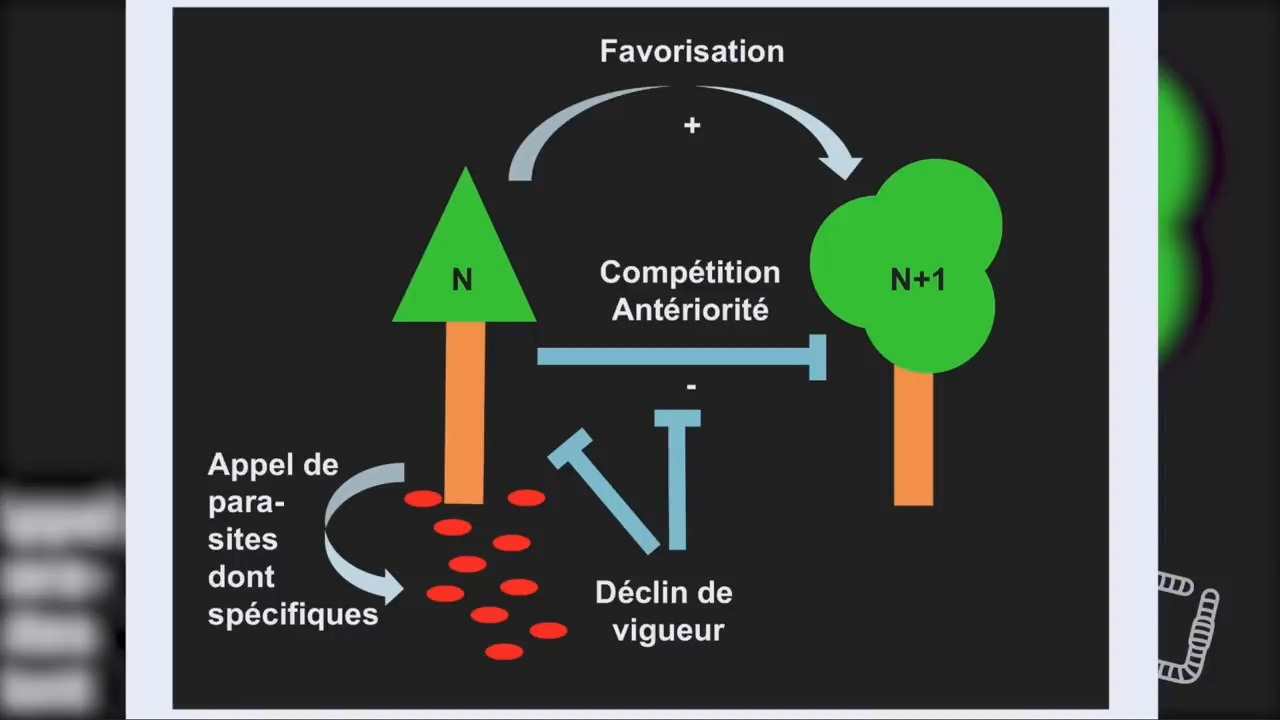 Favorisation
+
N
N+1
Compétition
Antériorité
-
Appel de
para-
sites
dont
spécifiques
Déclin de
vigueur